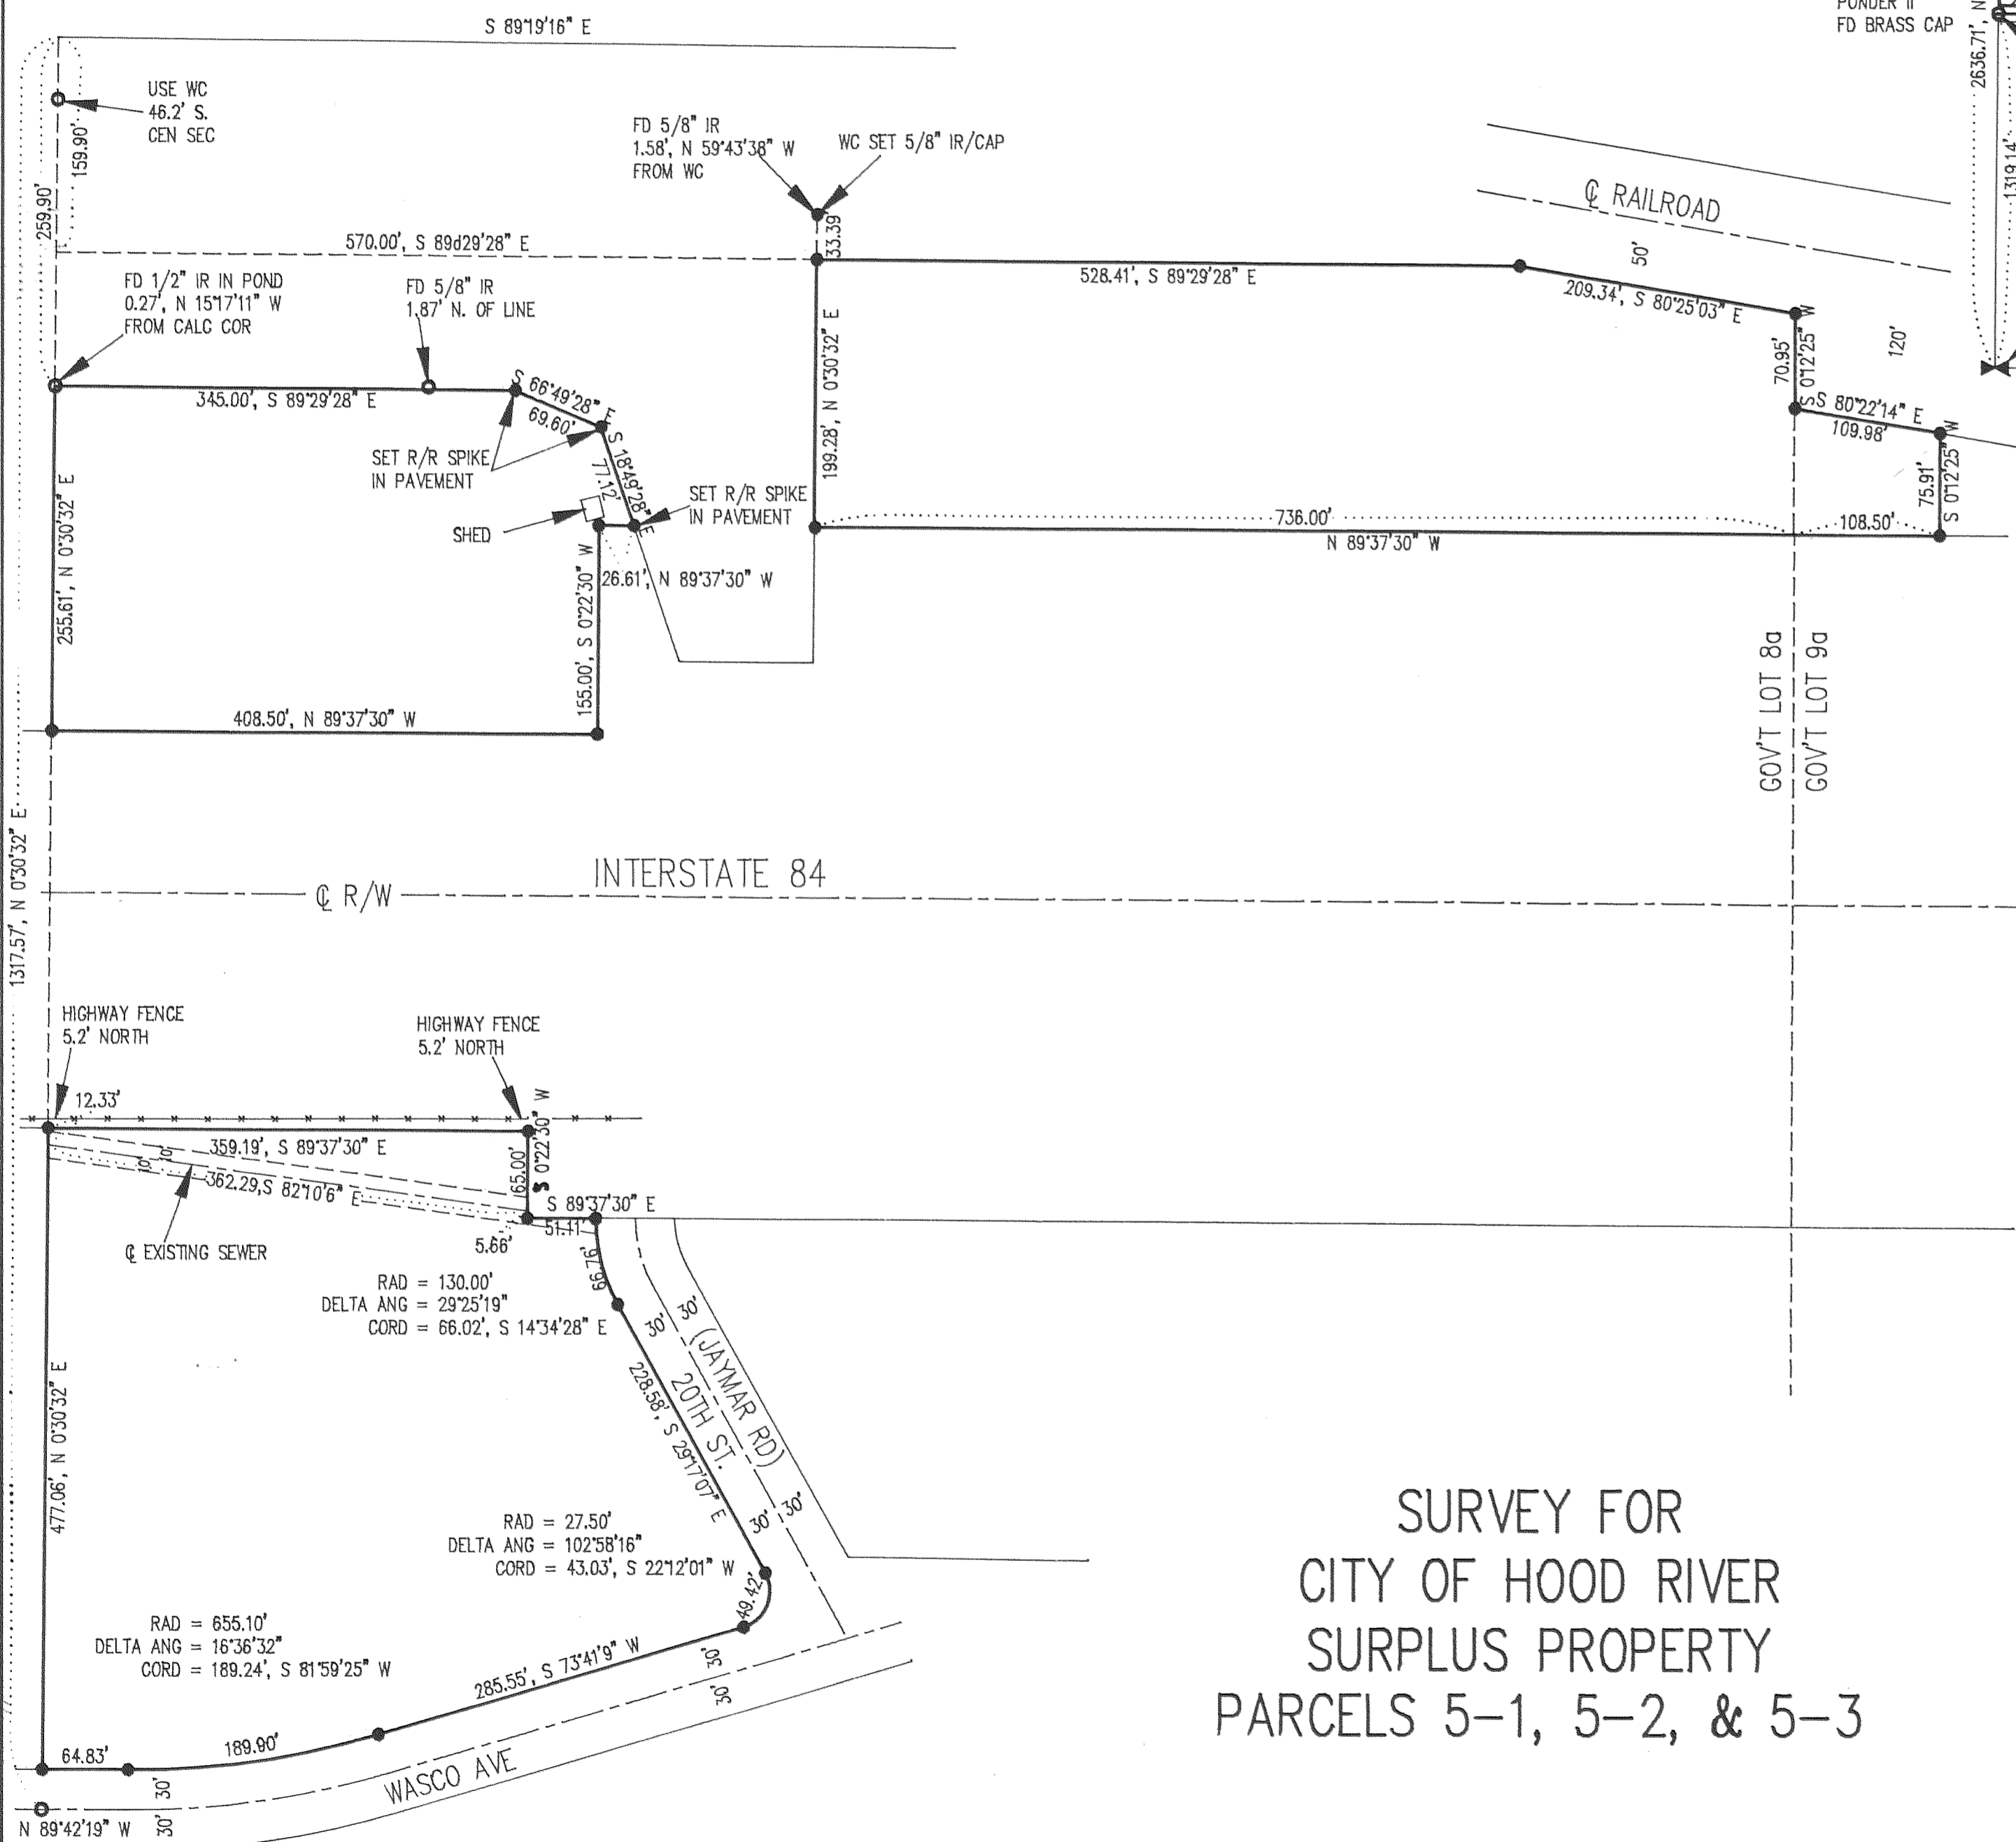 S 89°19'16" E
PONDER II
FD BRASS CAP
2636.71', N
1319.14'
USE WC
46.2' S.
CEN SEC
159.90'
259.90'
FD 5/8" IR
1.58', N 59°43'38" W
FROM WC
WC SET 5/8" IR/CAP
33.39'
℄ RAILROAD
50'
120'
570.00', S 89d29'28" E
528.41', S 89°29'28" E
209.34', S 80°25'03" E
FD 1/2" IR IN POND
0.27', N 15°17'11" W
FROM CALC COR
FD 5/8" IR
1.87' N. OF LINE
345.00', S 89°29'28" E
S 66°49'28" E
69.60'
S 18°49'28" E
77.12'
SET R/R SPIKE
IN PAVEMENT
SET R/R SPIKE
IN PAVEMENT
SHED
199.28', N 0°30'32" E
70.95'
S 0°12'25" W
S 80°22'14" E
109.98'
75.91'
S 0°12'25" W
736.00'
108.50'
N 89°37'30" W
255.61', N 0°30'32" E
26.61', N 89°37'30" W
155.00', S 0°22'30" W
408.50', N 89°37'30" W
GOV'T LOT 8a
GOV'T LOT 9a
1317.57', N 0°30'32" E
INTERSTATE 84
℄ R/W
HIGHWAY FENCE
5.2' NORTH
HIGHWAY FENCE
5.2' NORTH
12.33'
359.19', S 89°37'30" E
10'
10'
362.29,S 82°10'6" E
65.00'
S 0°22'30" W
S 89°37'30" E
51.11'
5.66'
℄ EXISTING SEWER
66.76'
RAD = 130.00'
DELTA ANG = 29°25'19"
CORD = 66.02', S 14°34'28" E
30'
30'
(JAYMAR RD)
20TH ST.
228.58', S 29°17'07" E
30'
30'
477.06', N 0°30'32" E
RAD = 27.50'
DELTA ANG = 102°58'16"
CORD = 43.03', S 22°12'01" W
49.42'
RAD = 655.10'
DELTA ANG = 16°36'32"
CORD = 189.24', S 81°59'25" W
285.55', S 73°41'9" W
30'
30'
64.83'
189.90'
WASCO AVE
30'
30'
N 89°42'19" W
SURVEY FOR
CITY OF HOOD RIVER
SURPLUS PROPERTY
PARCELS 5-1, 5-2, & 5-3